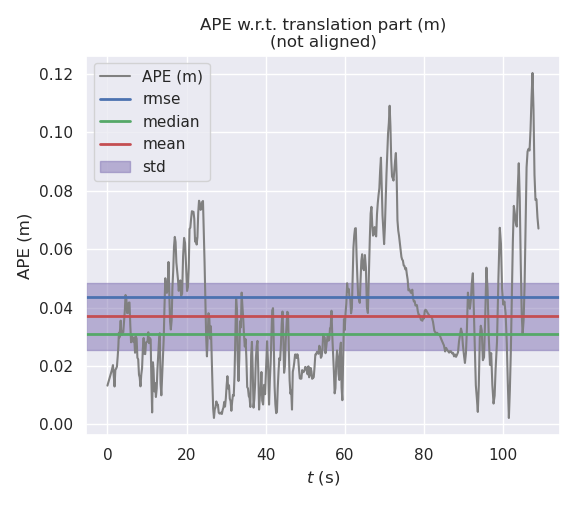 APE w.r.t. translation part (m)
(not aligned)
APE (m)
rmse
median
mean
std
APE (m)
0.12
0.10
0.08
0.06
0.04
0.02
0.00
0 20 40 60 80 100
t (s)